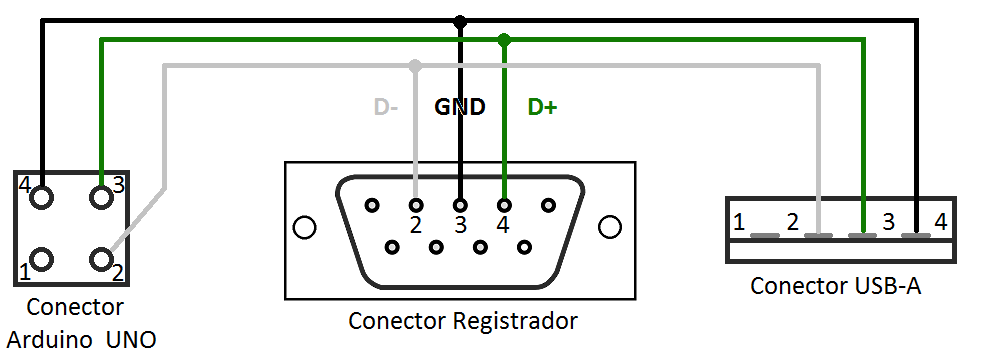 D- GND D+
4 3
2 3 4
1 2 3 4
1 2
Conector
Arduino UNO
Conector Registrador
Conector USB-A